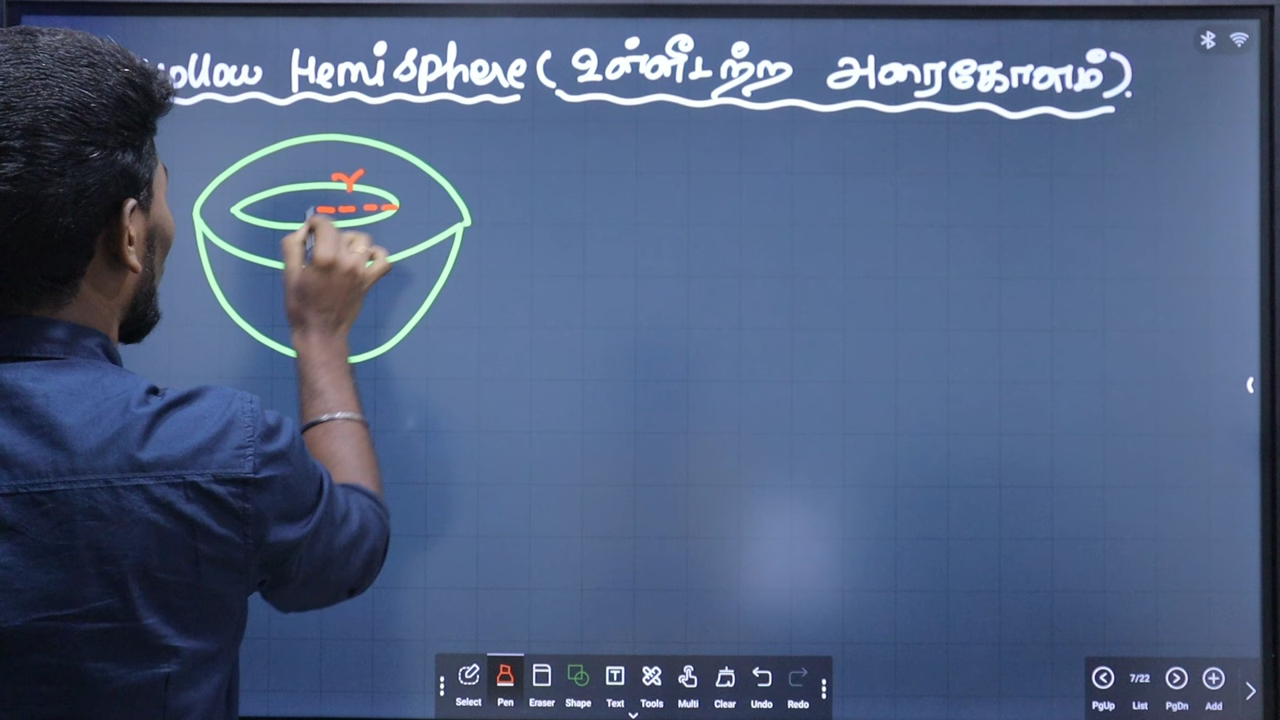 Hollow Hemisphere ( உள்ளீடற்ற அரைகோளம் ).
r
Select Pen Eraser Shape Text Tools Multi Clear Undo Redo
7/22
PgUp List PgDn Add